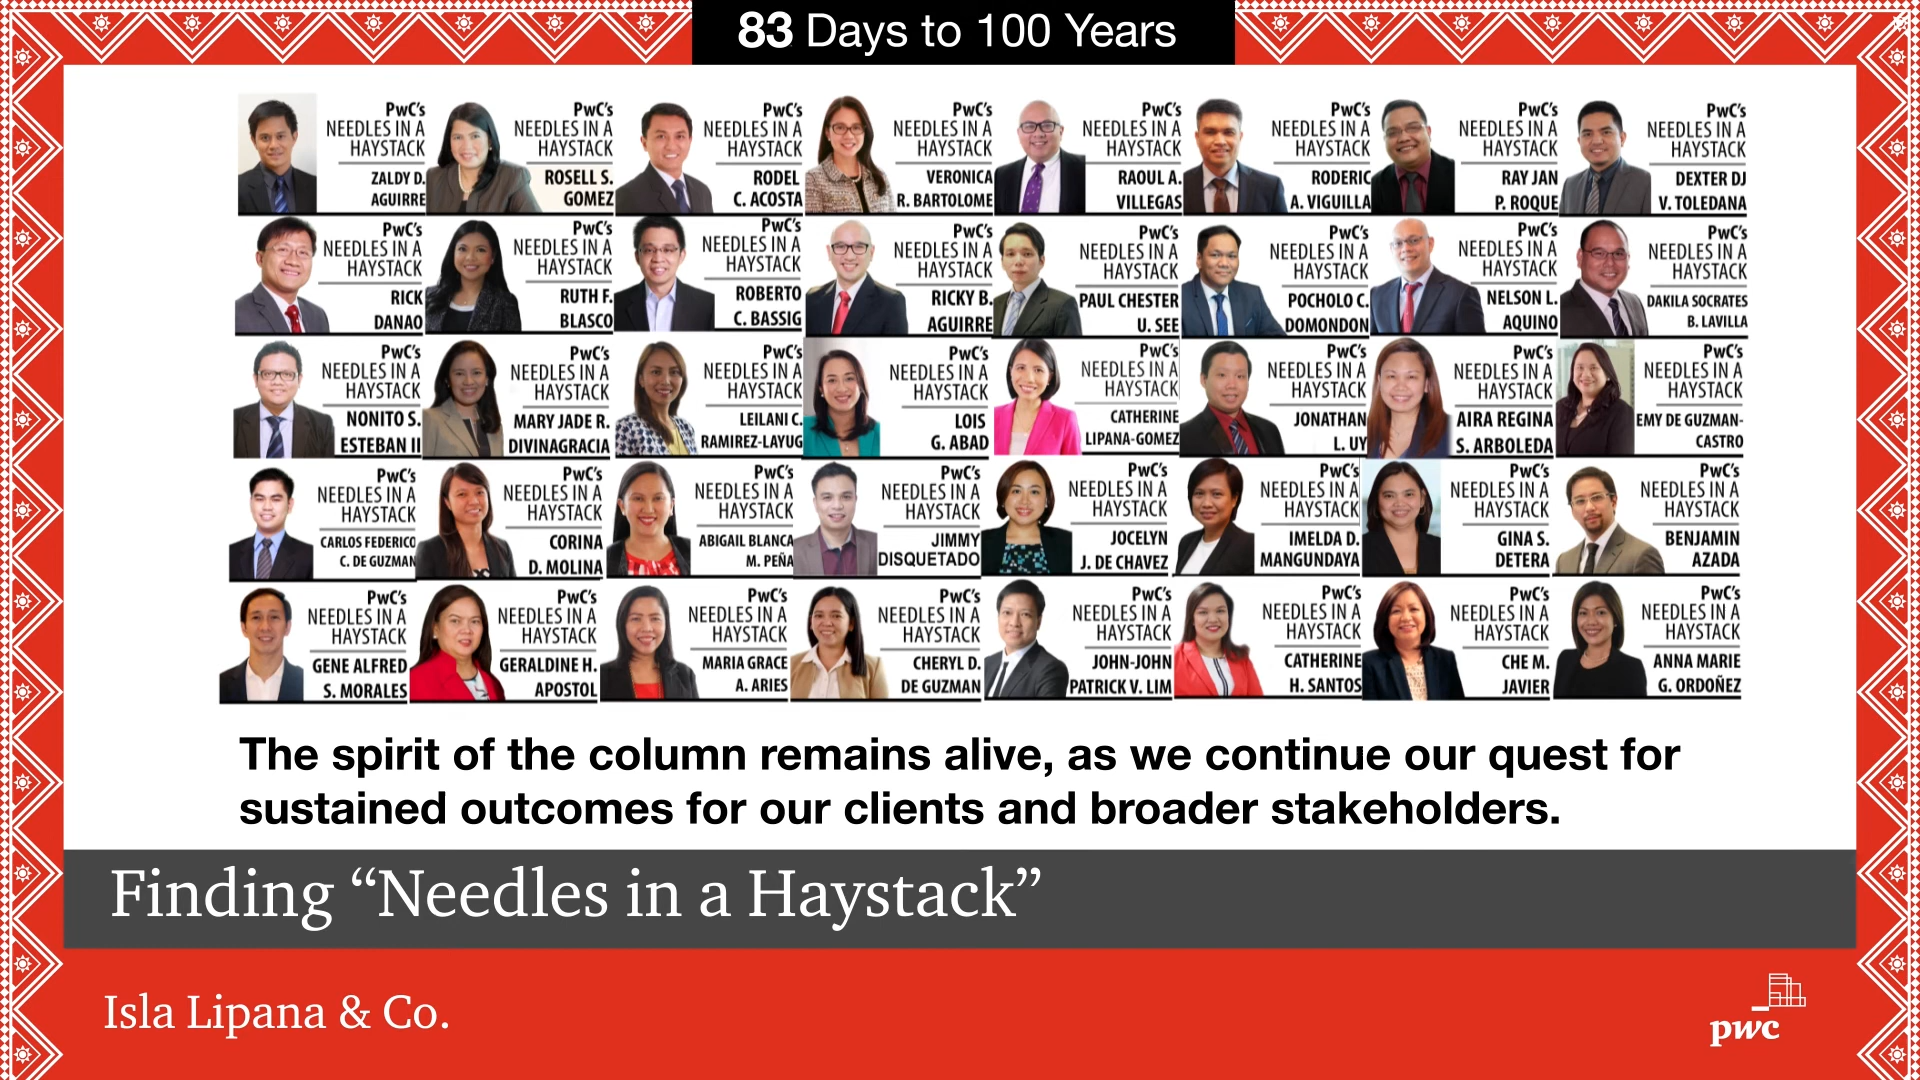 83 Days to 100 Years
PwC's
NEEDLES IN A
HAYSTACK
ZALDY D.
AGUIRRE
PwC's
NEEDLES IN A
HAYSTACK
ROSELL S.
GOMEZ
PwC's
NEEDLES IN A
HAYSTACK
RODEL
C. ACOSTA
PwC's
NEEDLES IN A
HAYSTACK
VERONICA
R. BARTOLOME
PwC's
NEEDLES IN A
HAYSTACK
RAOUL A.
VILLEGAS
PwC's
NEEDLES IN A
HAYSTACK
RODERIC
A. VIGUILLA
PwC's
NEEDLES IN A
HAYSTACK
RAY JAN
P. ROQUE
PwC's
NEEDLES IN A
HAYSTACK
DEXTER DJ
V. TOLEDANA
PwC's
NEEDLES IN A
HAYSTACK
RICK
DANAO
PwC's
NEEDLES IN A
HAYSTACK
RUTH F.
BLASCO
PwC's
NEEDLES IN A
HAYSTACK
ROBERTO
C. BASSIG
PwC's
NEEDLES IN A
HAYSTACK
RICKY B.
AGUIRRE
PwC's
NEEDLES IN A
HAYSTACK
PAUL CHESTER
U. SEE
PwC's
NEEDLES IN A
HAYSTACK
POCHOLO C.
DOMONDON
PwC's
NEEDLES IN A
HAYSTACK
NELSON L.
AQUINO
PwC's
NEEDLES IN A
HAYSTACK
DAKILA SOCRATES
B. LAVILLA
PwC's
NEEDLES IN A
HAYSTACK
NONITO S.
ESTEBAN II
PwC's
NEEDLES IN A
HAYSTACK
MARY JADE R.
DIVINAGRACIA
PwC's
NEEDLES IN A
HAYSTACK
LEILANI C.
RAMIREZ-LAYUG
PwC's
NEEDLES IN A
HAYSTACK
LOIS
G. ABAD
PwC's
NEEDLES IN A
HAYSTACK
CATHERINE
LIPANA-GOMEZ
PwC's
NEEDLES IN A
HAYSTACK
JONATHAN
L. UY
PwC's
NEEDLES IN A
HAYSTACK
AIRA REGINA
S. ARBOLEDA
PwC's
NEEDLES IN A
HAYSTACK
EMY DE GUZMAN-
CASTRO
PwC's
NEEDLES IN A
HAYSTACK
CARLOS FEDERICO
C. DE GUZMAN
PwC's
NEEDLES IN A
HAYSTACK
CORINA
D. MOLINA
PwC's
NEEDLES IN A
HAYSTACK
ABIGAIL BLANCA
M. PEÑA
PwC's
NEEDLES IN A
HAYSTACK
JIMMY
DISQUETADO
PwC's
NEEDLES IN A
HAYSTACK
JOCELYN
J. DE CHAVEZ
PwC's
NEEDLES IN A
HAYSTACK
IMELDA D.
MANGUNDAYA
PwC's
NEEDLES IN A
HAYSTACK
GINA S.
DETERA
PwC's
NEEDLES IN A
HAYSTACK
BENJAMIN
AZADA
PwC's
NEEDLES IN A
HAYSTACK
GENE ALFRED
S. MORALES
PwC's
NEEDLES IN A
HAYSTACK
GERALDINE H.
APOSTOL
PwC's
NEEDLES IN A
HAYSTACK
MARIA GRACE
A. ARIES
PwC's
NEEDLES IN A
HAYSTACK
CHERYL D.
DE GUZMAN
PwC's
NEEDLES IN A
HAYSTACK
JOHN-JOHN
PATRICK V. LIM
PwC's
NEEDLES IN A
HAYSTACK
CATHERINE
H. SANTOS
PwC's
NEEDLES IN A
HAYSTACK
CHE M.
JAVIER
PwC's
NEEDLES IN A
HAYSTACK
ANNA MARIE
G. ORDOÑEZ
The spirit of the column remains alive, as we continue our quest for
sustained outcomes for our clients and broader stakeholders.
Finding “Needles in a Haystack”
Isla Lipana & Co.
pwc